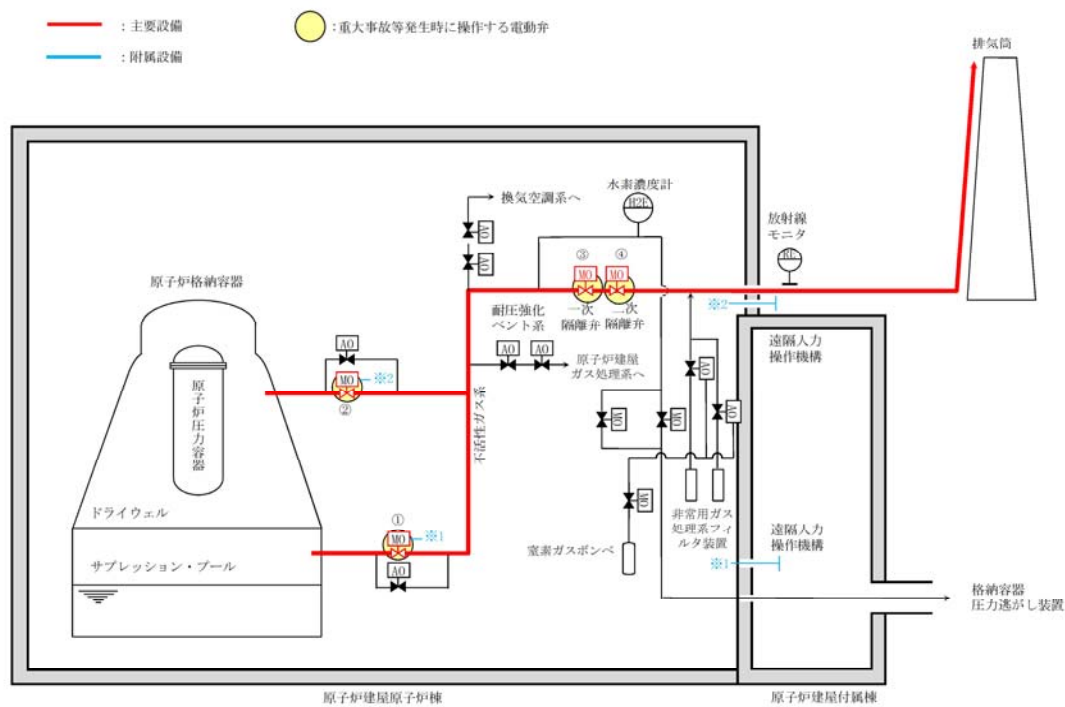 ：主要設備
：重大事故等発生時に操作する電動弁
：附属設備
排気筒
水素濃度計
H2E
換気空調系へ
AO
AO
放射線
モニタ
RE
③
④
MO
MO
一次
隔離弁
二次
隔離弁
※2
原子炉格納容器
原子炉圧力容器
AO
MO
※2
②
耐圧強化
ベント系
AO
AO
原子炉建屋
ガス処理系へ
不活性ガス系
遠隔人力
操作機構
AO
AO
MO
MO
MO
ドライウェル
サプレッション・プール
①
MO
※1
AO
窒素ガスボンベ
非常用ガス
処理系フィ
ルタ装置
遠隔人力
操作機構
※1
格納容器
圧力逃がし装置
原子炉建屋原子炉棟
原子炉建屋付属棟